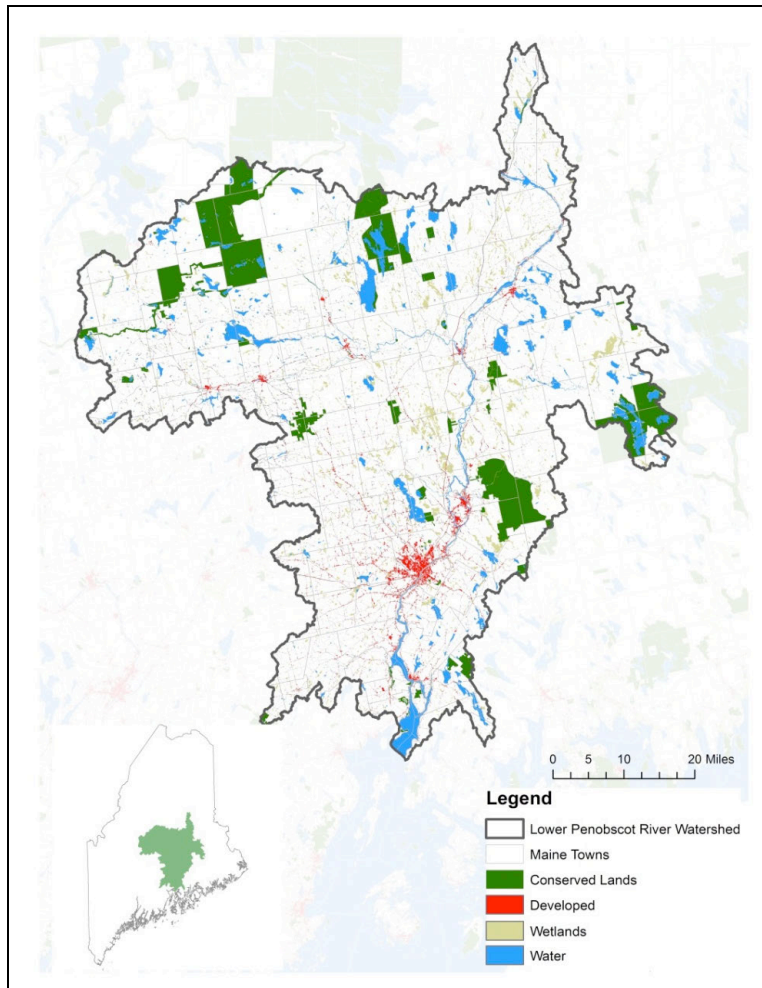 0 5 10 20 Miles
Legend
Lower Penobscot River Watershed
Maine Towns
Conserved Lands
Developed
Wetlands
Water